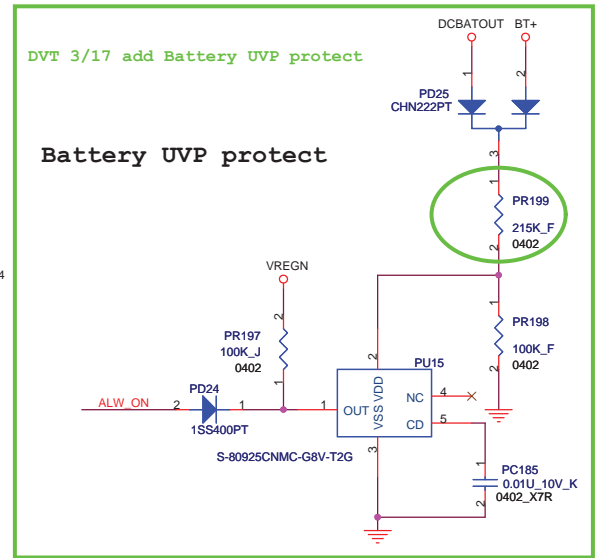 DCBATOUT BT+
DVT 3/17 add Battery UVP protect
1 2
PD25
CHN222PT
Battery UVP protect
3
1
PR199
215K_F
2 0402
4
VREGN
2
PR197
100K_J
0402
1
1
PR198
100K_F
2 0402
2
PU15
PD24
ALW_ON 2 1 1 OUT VSS VDD NC 4
CD 5
1SS400PT
S-80925CNMC-G8V-T2G
3
1
PC185
0.01U_10V_K
2 0402_X7R